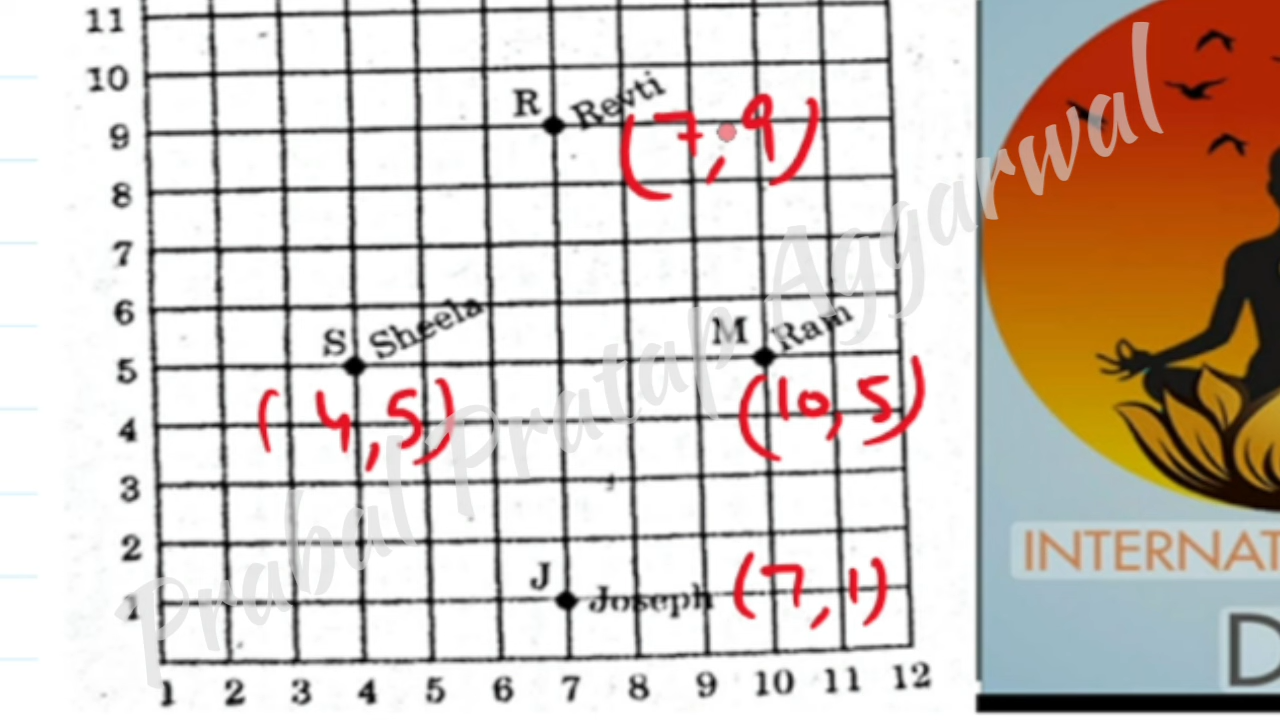 11
10
R Revti
9
(7,9)
8
7
6
S Sheela
M Ram
5
(4,5)
(10,5)
4
3
2
J
1
Joseph (7,1)
1 2 3 4 5 6 7 8 9 10 11 12
Prabal Pratap Aggarwal
INTERNAT
D